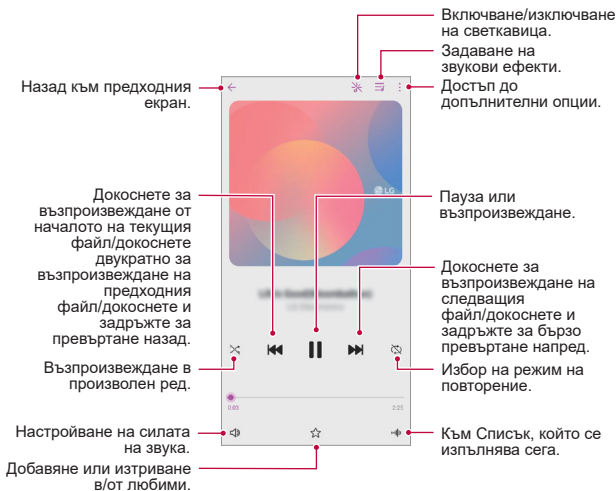 Включване/изключване
на светкавица.
Задаване на
звукови ефекти.
Достъп до
допълнителни опции.
Назад към предходния
екран.
LG
Докоснете за
възпроизвеждане от
началото на текущия
файл/докоснете
двукратно за
възпроизвеждане на
предходния
файл/докоснете и
задръжте за
превъртане назад.
Пауза или
възпроизвеждане.
Докоснете за
възпроизвеждане на
следващия
файл/докоснете и
задръжте за бързо
превъртане напред.
Възпроизвеждане в
произволен ред.
Избор на режим на
повторение.
0:03
2:25
Настройване на силата
на звука.
Към Списък, който се
изпълнява сега.
Добавяне или изтриване
в/от любими.